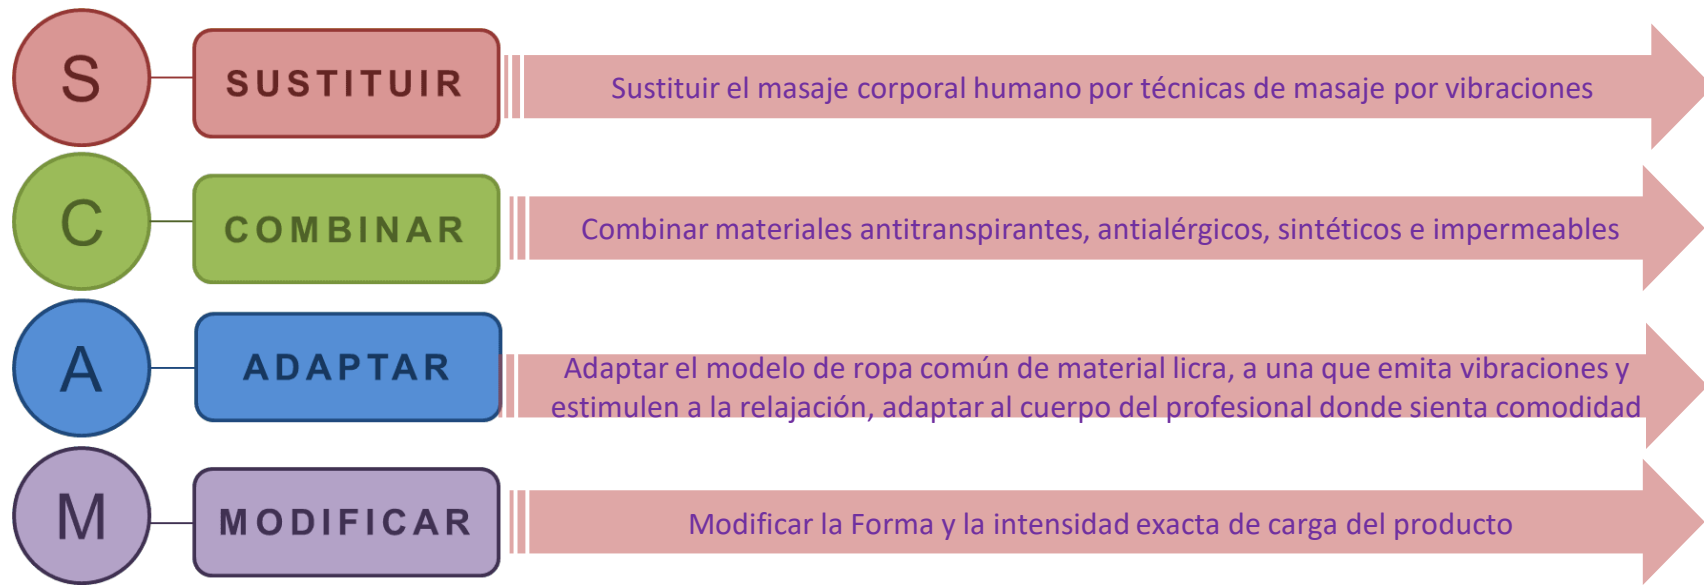 S
SUSTITUIR
Sustituir el masaje corporal humano por técnicas de masaje por vibraciones
C
COMBINAR
Combinar materiales antitranspirantes, antialérgicos, sintéticos e impermeables
A
ADAPTAR
Adaptar el modelo de ropa común de material licra, a una que emita vibraciones y
estimulen a la relajación, adaptar al cuerpo del profesional donde sienta comodidad
M
MODIFICAR
Modificar la Forma y la intensidad exacta de carga del producto